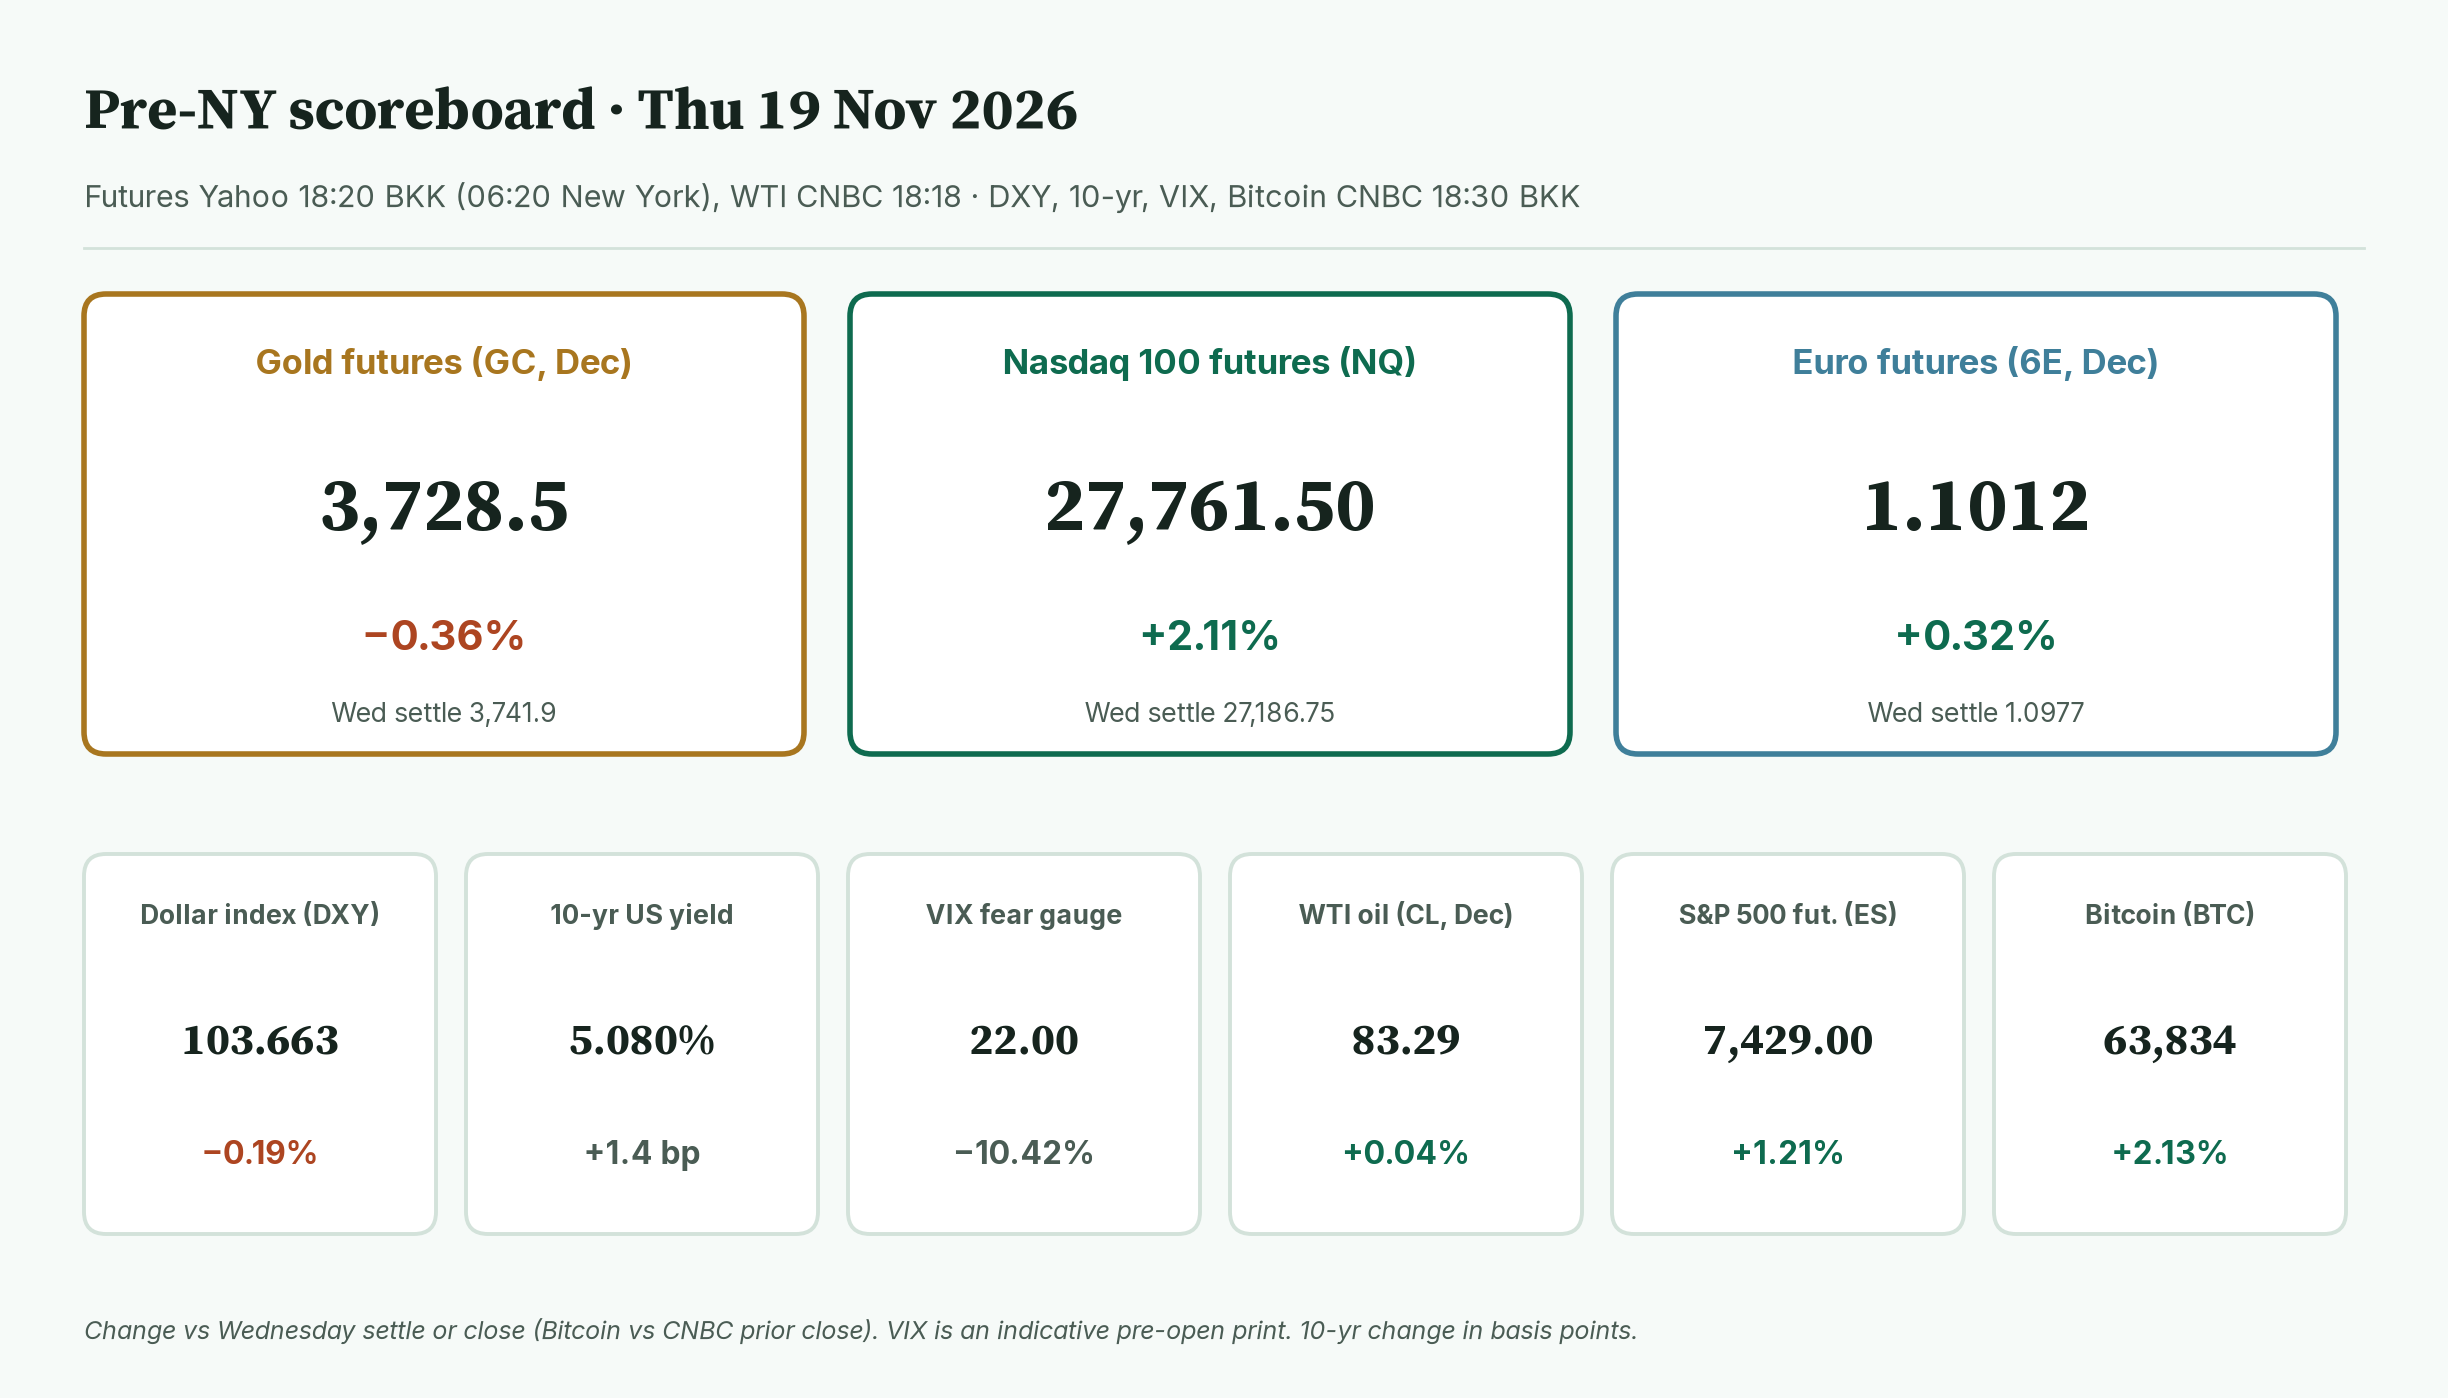 Pre-NY scoreboard · Thu 19 Nov 2026
Futures Yahoo 18:20 BKK (06:20 New York), WTI CNBC 18:18 · DXY, 10-yr, VIX, Bitcoin CNBC 18:30 BKK
Gold futures (GC, Dec)
3,728.5
−0.36%
Wed settle 3,741.9
Nasdaq 100 futures (NQ)
27,761.50
+2.11%
Wed settle 27,186.75
Euro futures (6E, Dec)
1.1012
+0.32%
Wed settle 1.0977
Dollar index (DXY)
103.663
−0.19%
10-yr US yield
5.080%
+1.4 bp
VIX fear gauge
22.00
−10.42%
WTI oil (CL, Dec)
83.29
+0.04%
S&P 500 fut. (ES)
7,429.00
+1.21%
Bitcoin (BTC)
63,834
+2.13%
Change vs Wednesday settle or close (Bitcoin vs CNBC prior close). VIX is an indicative pre-open print. 10-yr change in basis points.